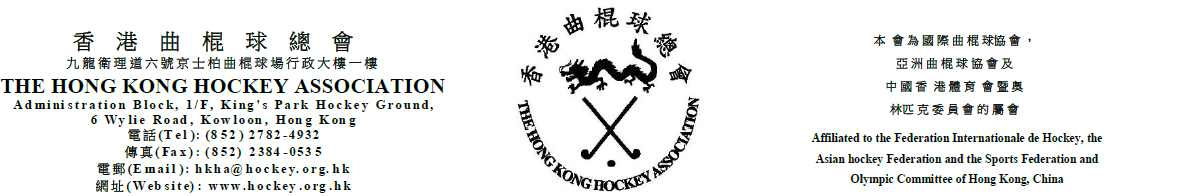 香港曲棍球總會
九龍衛理道六號京士柏曲棍球場行政大樓一樓
THE HONG KONG HOCKEY ASSOCIATION
Administration Block, 1/F, King's Park Hockey Ground,
6 Wylie Road, Kowloon, Hong Kong
電話(Tel): (852) 2782-4932
傳真(Fax): (852) 2384-0535
電郵(Email): hkha@hockey.org.hk
網址(Website): www.hockey.org.hk
香港曲棍球總會
THE HONG KONG HOCKEY ASSOCIATION
本會為國際曲棍球協會，
亞洲曲棍球協會及
中國香港體育會暨奧
林匹克委員會的屬會
Affiliated to the Federation Internationale de Hockey, the
Asian hockey Federation and the Sports Federation and
Olympic Committee of Hong Kong, China